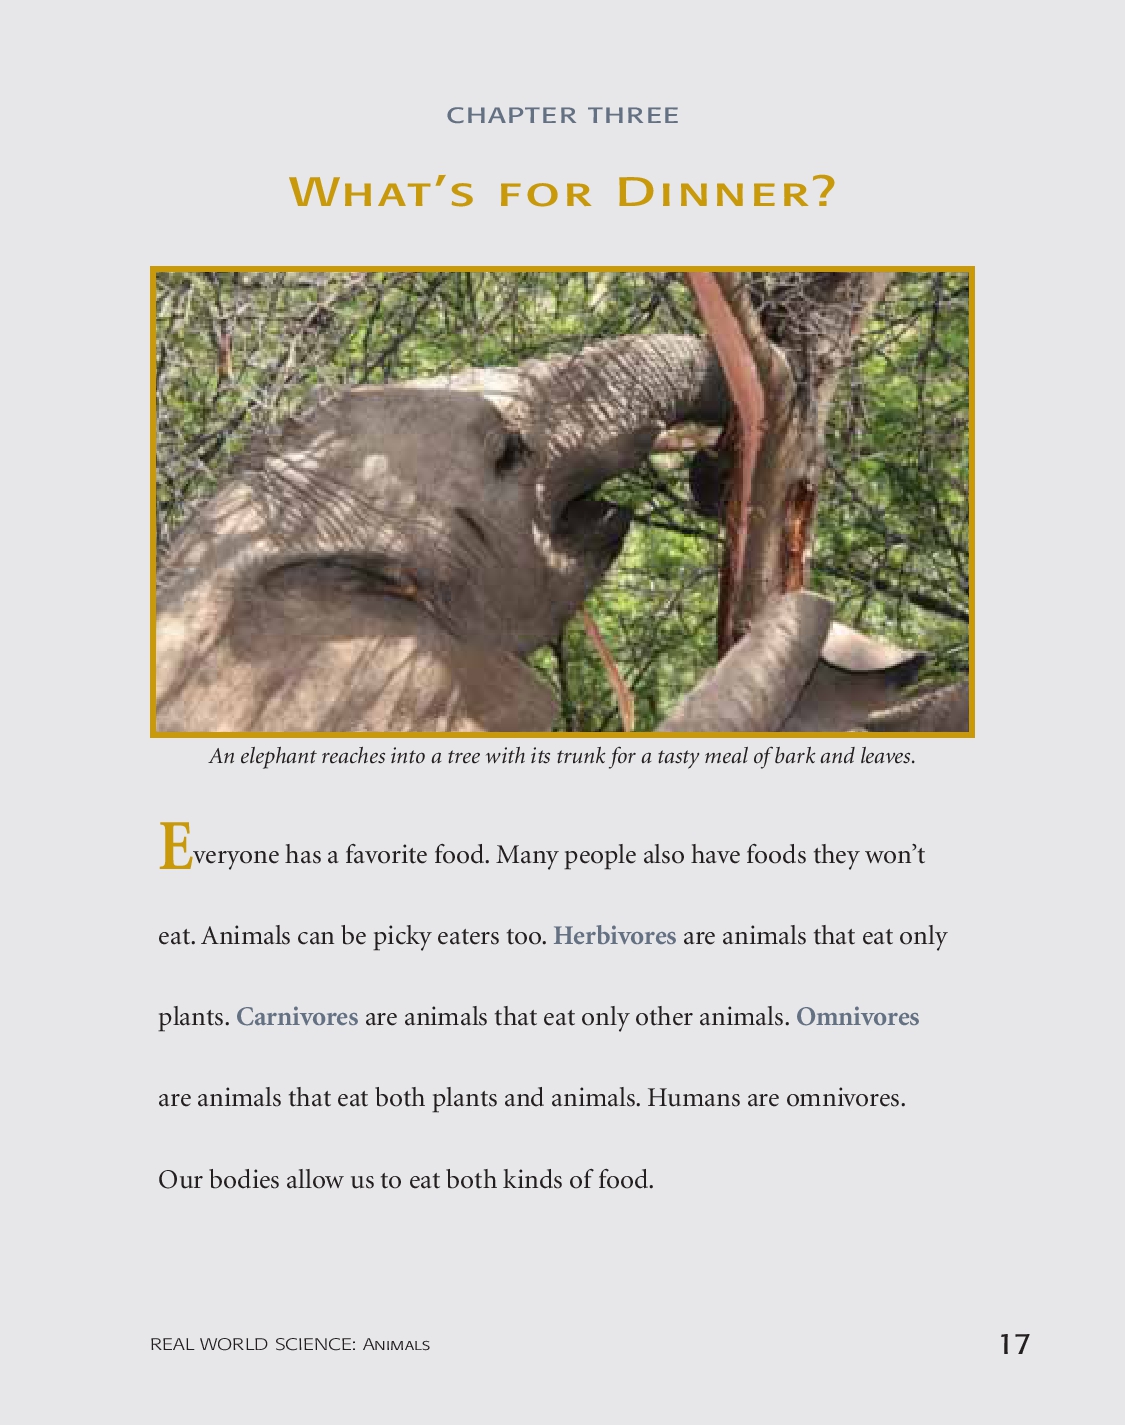 CHAPTER THREE
WHAT'S FOR DINNER?
An elephant reaches into a tree with its trunk for a tasty meal of bark and leaves.
Everyone has a favorite food. Many people also have foods they won't
eat. Animals can be picky eaters too. Herbivores are animals that eat only
plants. Carnivores are animals that eat only other animals. Omnivores
are animals that eat both plants and animals. Humans are omnivores.
Our bodies allow us to eat both kinds of food.
REAL WORLD SCIENCE: ANIMALS
17